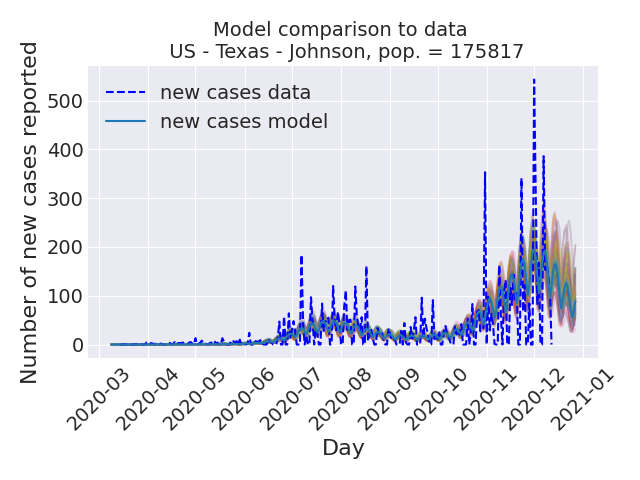 Model comparison to data
US - Texas - Johnson, pop. = 175817
new cases data
new cases model
Number of new cases reported
500
400
300
200
100
0
2020-03
2020-04
2020-05
2020-06
2020-07
2020-08
2020-09
2020-10
2020-11
2020-12
2021-01
Day